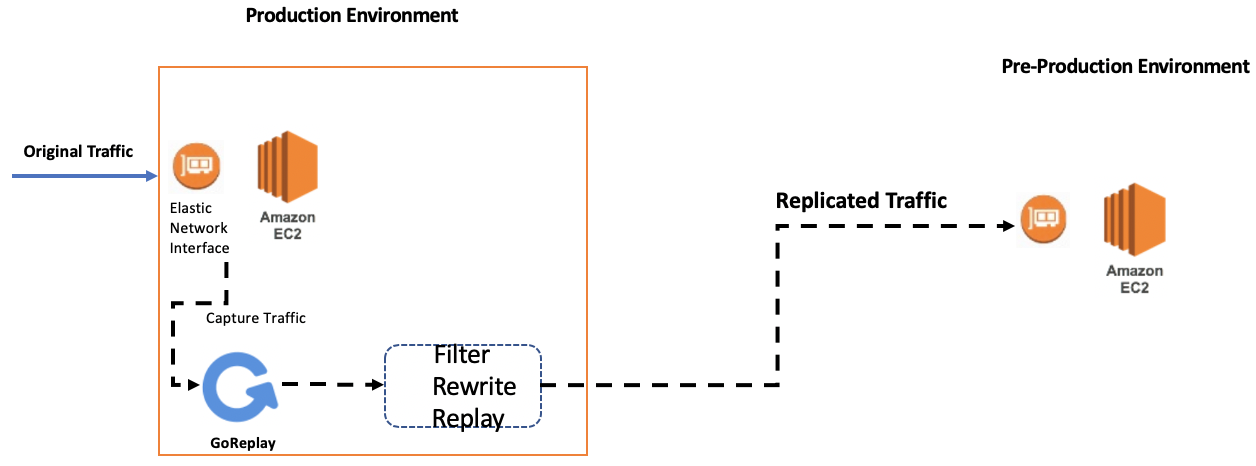 Production Environment
Pre-Production Environment
Original Traffic
Elastic
Network
Interface
Amazon
EC2
Capture Traffic
GoReplay
Filter
Rewrite
Replay
Replicated Traffic
Amazon
EC2